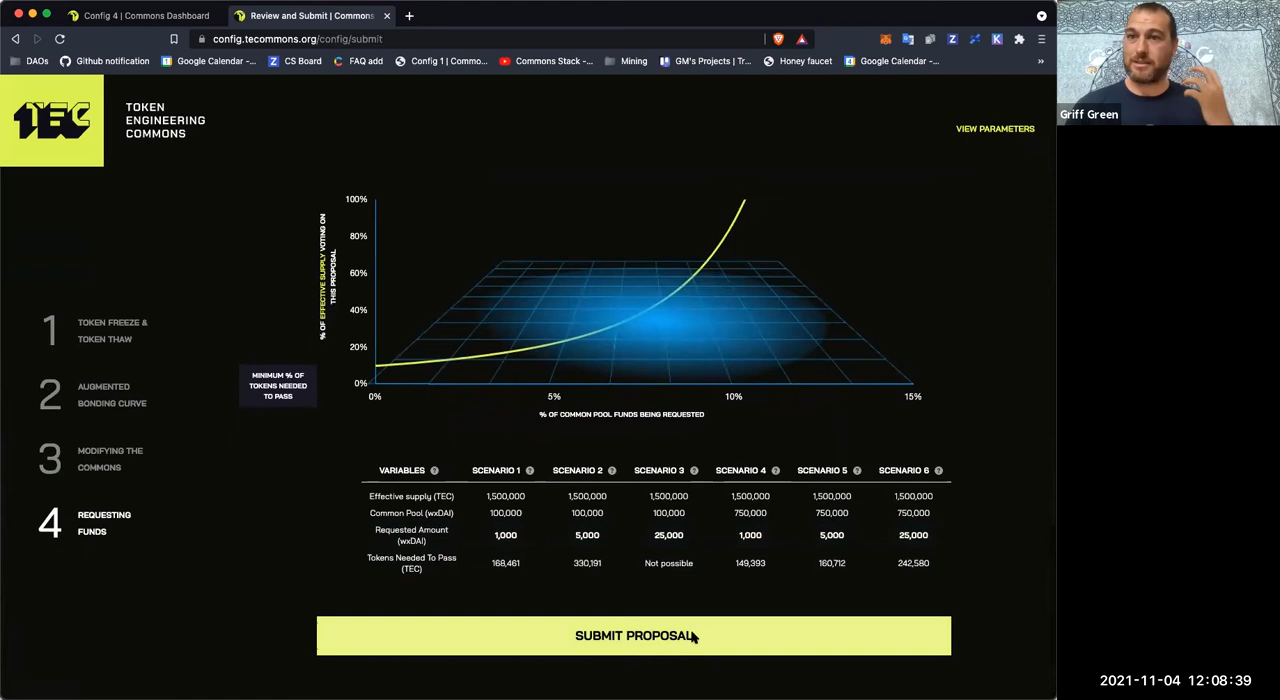 Config 4 | Commons Dashboard
Review and Submit | Commons
config.tecommons.org/config/submit
DAOs
Github notification
Google Calendar -...
CS Board
FAQ add
Config 1 | Commo...
Commons Stack -...
Mining
GM's Projects | Tr...
Honey faucet
Google Calendar -...
»
TEC
TOKEN
ENGINEERING
COMMONS
VIEW PARAMETERS
Griff Green
1 TOKEN FREEZE &
TOKEN THAW
2 AUGMENTED
BONDING CURVE
3 MODIFYING THE
COMMONS
4 REQUESTING
FUNDS
% OF EFFECTIVE SUPPLY VOTING ON
THIS PROPOSAL
100%
80%
60%
40%
20%
0%
MINIMUM % OF
TOKENS NEEDED
TO PASS
0% 5% 10% 15%
% OF COMMON POOL FUNDS BEING REQUESTED
VARIABLES ? SCENARIO 1 ? SCENARIO 2 ? SCENARIO 3 ? SCENARIO 4 ? SCENARIO 5 ? SCENARIO 6 ?
Effective supply (TEC) 1,500,000 1,500,000 1,500,000 1,500,000 1,500,000 1,500,000
Common Pool (wxDAI) 100,000 100,000 100,000 750,000 750,000 750,000
Requested Amount
(wxDAI) 1,000 5,000 25,000 1,000 5,000 25,000
Tokens Needed To Pass
(TEC) 168,461 330,191 Not possible 149,393 160,712 242,580
SUBMIT PROPOSAL
2021-11-04 12:08:39